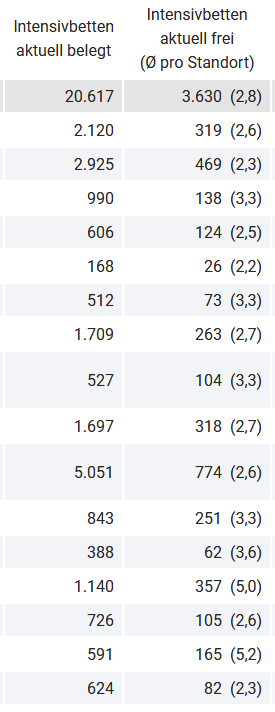 Intensivbetten
aktuell belegt
Intensivbetten
aktuell frei
(Ø pro Standort)
20.617 3.630 (2,8)
2.120 319 (2,6)
2.925 469 (2,3)
990 138 (3,3)
606 124 (2,5)
168 26 (2,2)
512 73 (3,3)
1.709 263 (2,7)
527 104 (3,3)
1.697 318 (2,7)
5.051 774 (2,6)
843 251 (3,3)
388 62 (3,6)
1.140 357 (5,0)
726 105 (2,6)
591 165 (5,2)
624 82 (2,3)